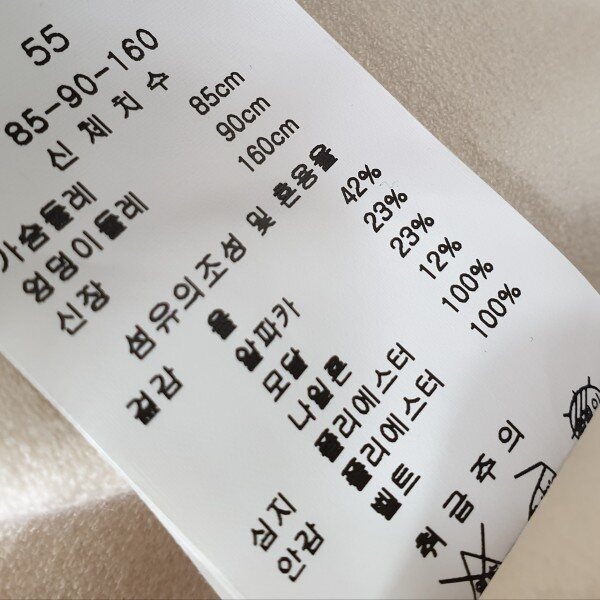 55
85-90-160
신체치수
가슴둘레 85cm
엉덩이둘레 90cm
신장 160cm
섬유의조성 및 혼용율
겉감 울 42%
알파카 23%
모달 23%
나일론 12%
심지 폴리에스터 100%
안감 폴리에스터 100%
벨트
취급주의